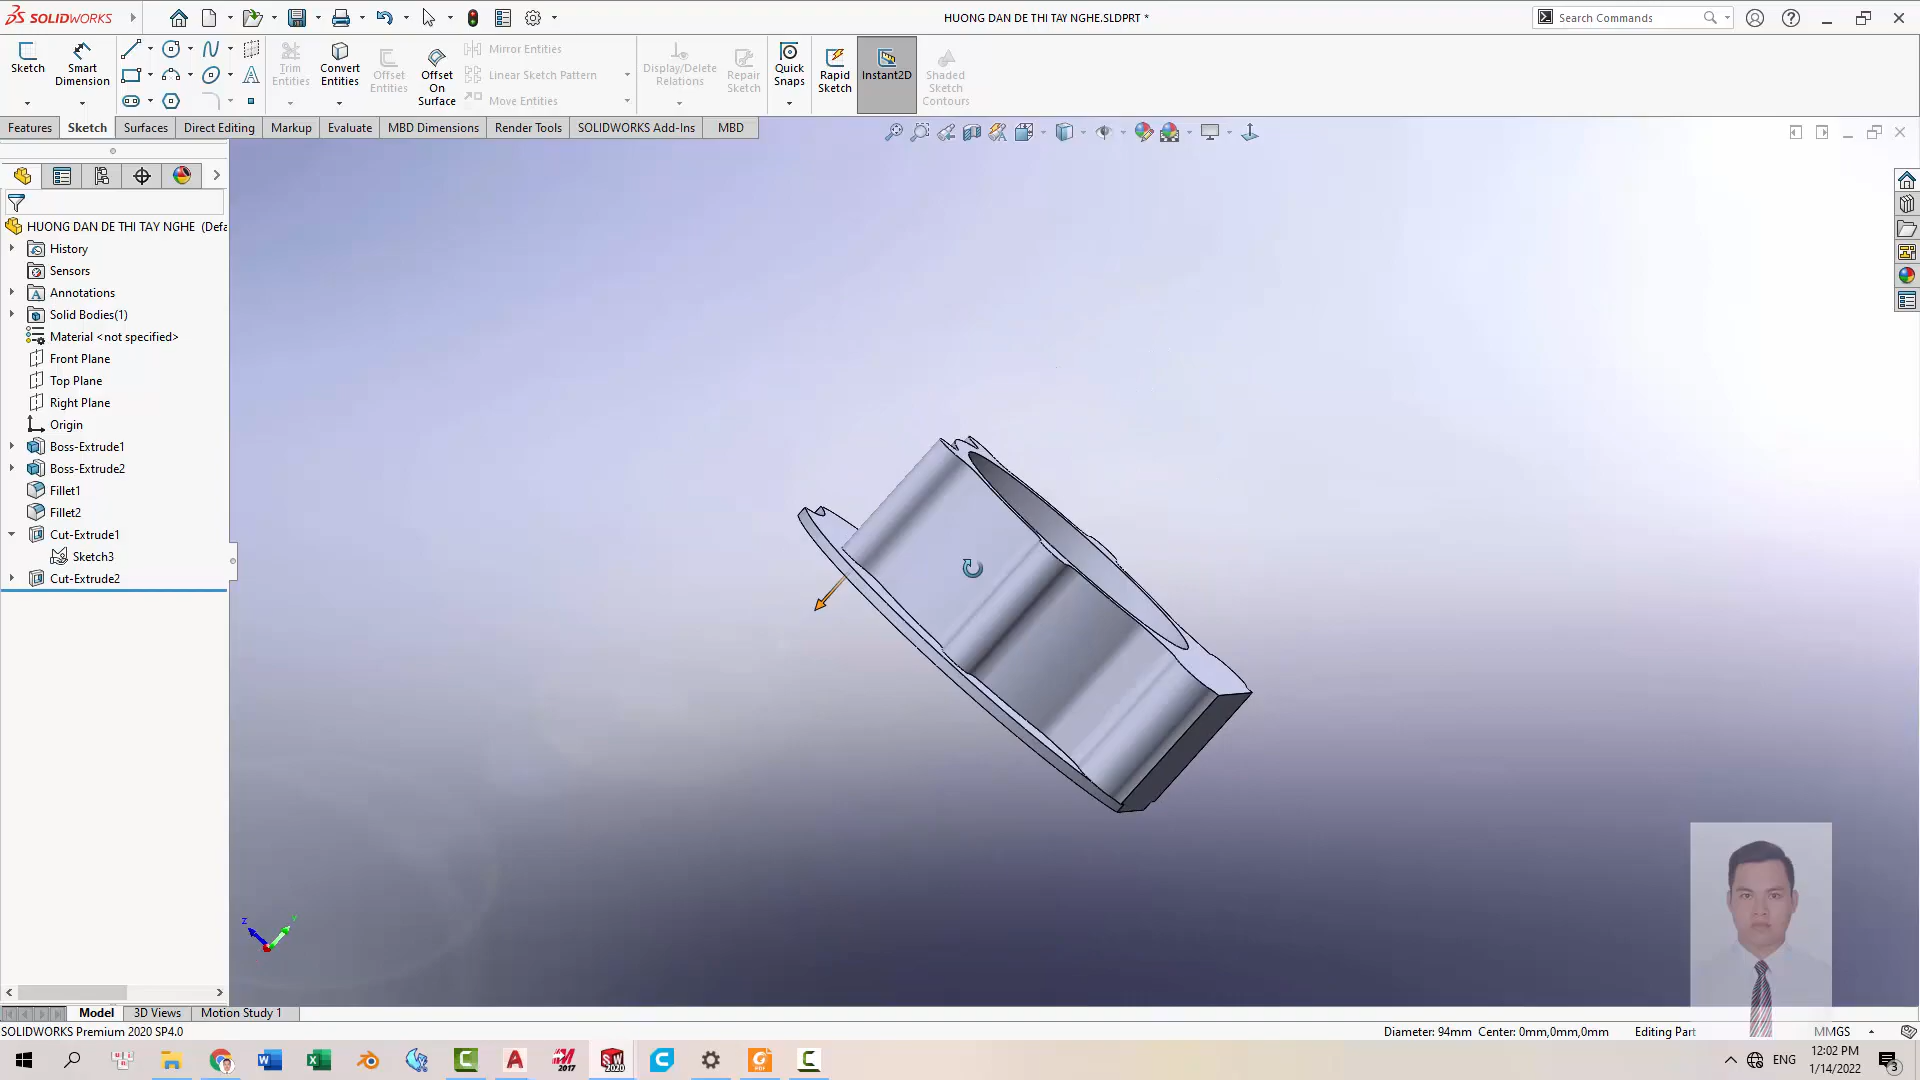 SOLIDWORKS
HUONG DAN DE THI TAY NGHE.SLDPRT *
Search Commands
Sketch
Smart Dimension
Trim Entities
Convert Entities
Offset Entities
Offset On Surface
Mirror Entities
Linear Sketch Pattern
Move Entities
Display/Delete Relations
Repair Sketch
Quick Snaps
Rapid Sketch
Instant2D
Shaded Sketch Contours
Features
Sketch
Surfaces
Direct Editing
Markup
Evaluate
MBD Dimensions
Render Tools
SOLIDWORKS Add-Ins
MBD
HUONG DAN DE THI TAY NGHE (Defa
History
Sensors
Annotations
Solid Bodies(1)
Material <not specified>
Front Plane
Top Plane
Right Plane
Origin
Boss-Extrude1
Boss-Extrude2
Fillet1
Fillet2
Cut-Extrude1
Sketch3
Cut-Extrude2
Z
Y
Model
3D Views
Motion Study 1
SOLIDWORKS Premium 2020 SP4.0
Diameter: 94mm Center: 0mm,0mm,0mm
Editing Part
MMGS
ENG
12:02 PM
1/14/2022